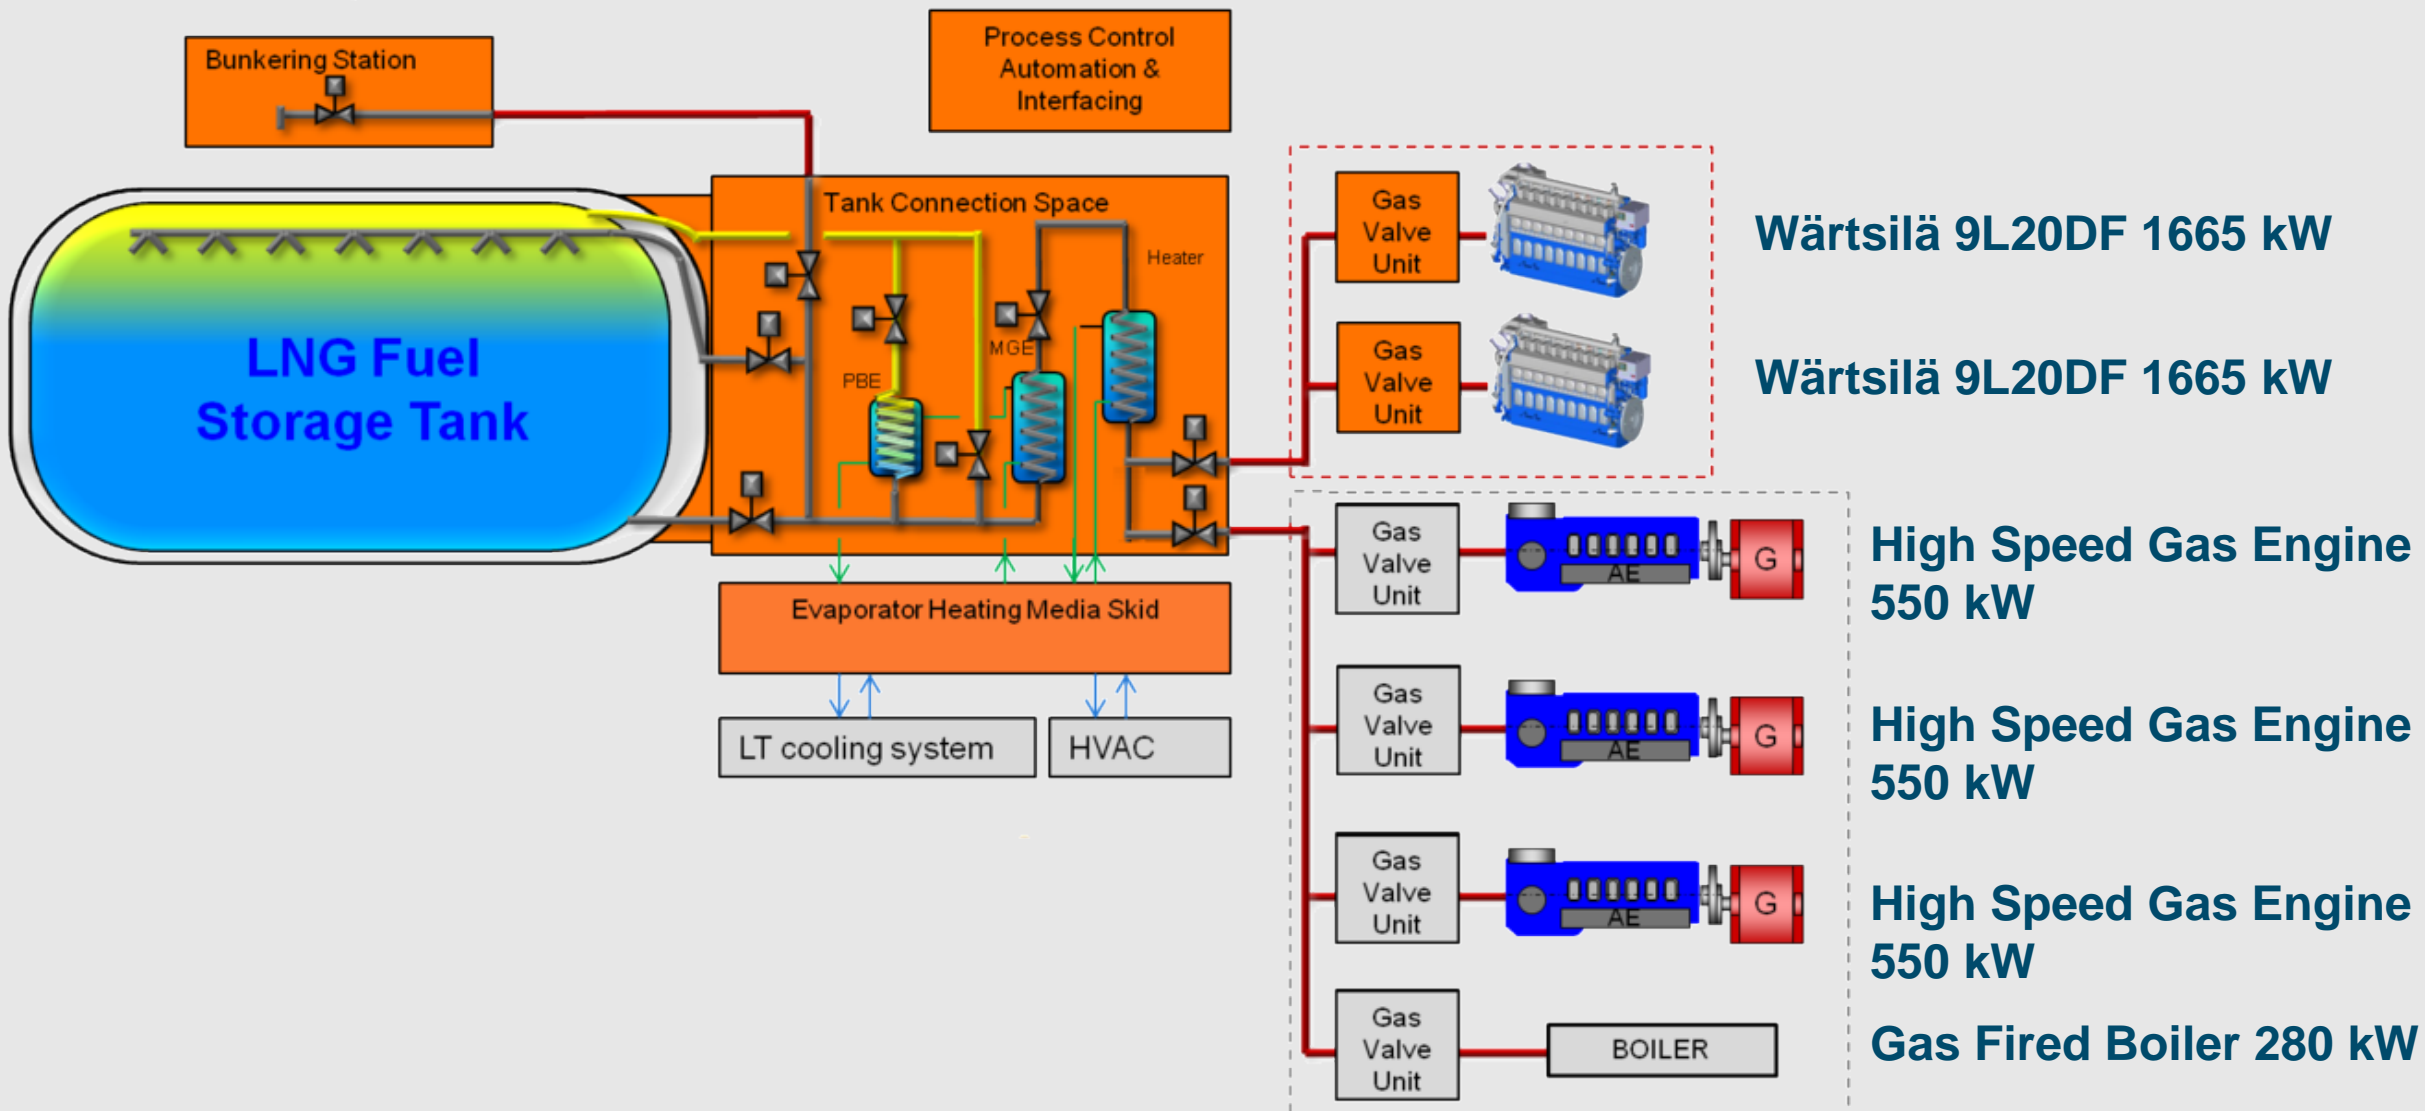 Bunkering Station
Process Control
Automation &
Interfacing
Tank Connection Space
Heater
MGE
PBE
LNG Fuel
Storage Tank
Evaporator Heating Media Skid
LT cooling system
HVAC
Gas
Valve
Unit
Wärtsilä 9L20DF 1665 kW
Gas
Valve
Unit
Wärtsilä 9L20DF 1665 kW
Gas
Valve
Unit
AE
G
High Speed Gas Engine
550 kW
Gas
Valve
Unit
AE
G
High Speed Gas Engine
550 kW
Gas
Valve
Unit
AE
G
High Speed Gas Engine
550 kW
Gas
Valve
Unit
BOILER
Gas Fired Boiler 280 kW